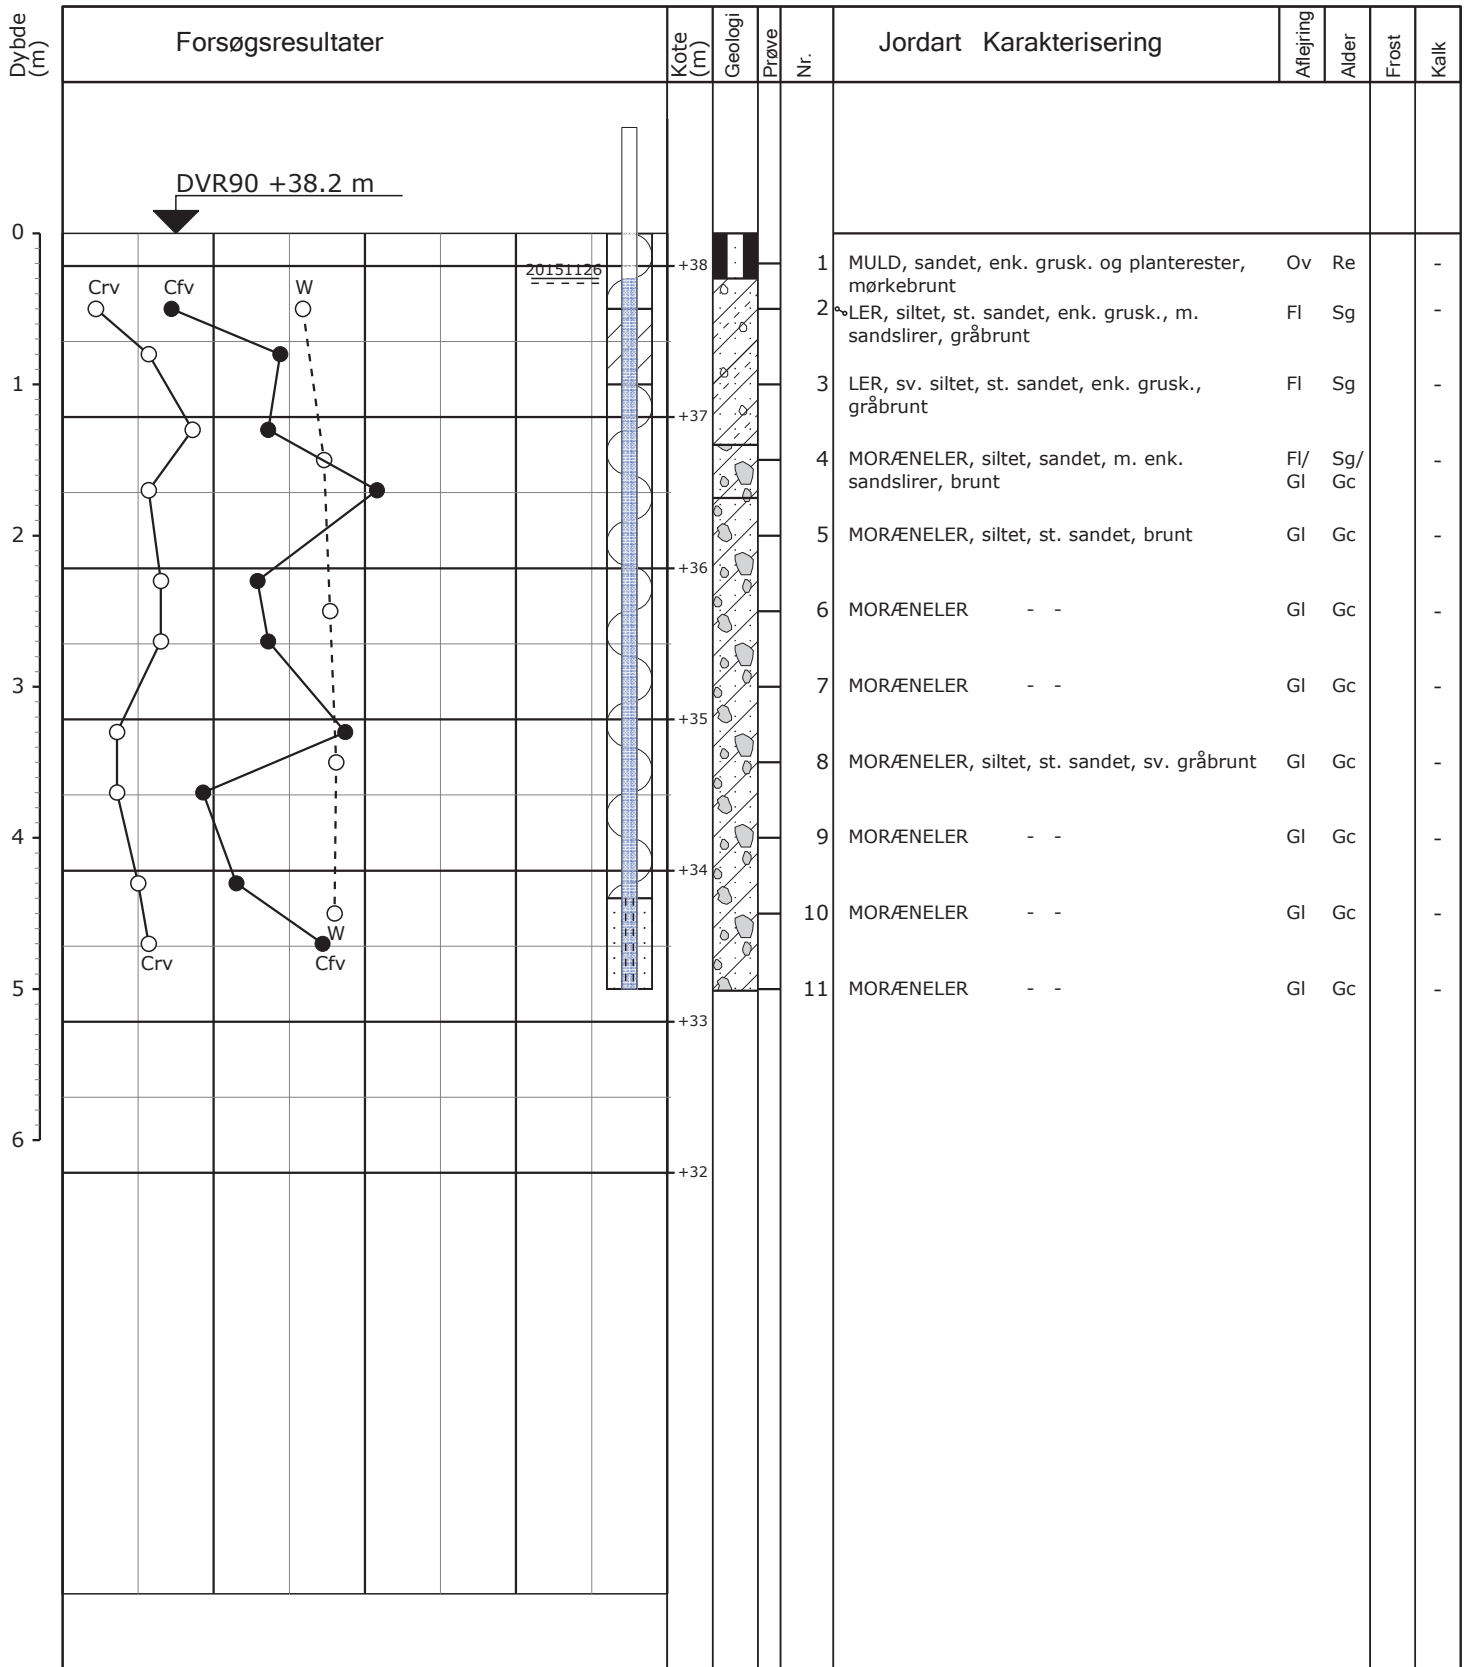 Dybde (m)
Forsøgsresultater
Kote (m)
Geologi
Prøve
Nr.
Jordart Karakterisering
Aflejring
Alder
Frost
Kalk
DVR90 +38.2 m
0
20151126
+38
1 MULD, sandet, enk. grusk. og planterester, Ov Re -
mørkebrunt
Crv Cfv W
2 LER, siltet, st. sandet, enk. grusk., m. Fl Sg -
sandslirer, gråbrunt
1
3 LER, sv. siltet, st. sandet, enk. grusk., Fl Sg -
gråbrunt
+37
4 MORÆNELER, siltet, sandet, m. enk. Fl/ Sg/ -
sandslirer, brunt Gl Gc
2
5 MORÆNELER, siltet, st. sandet, brunt Gl Gc -
+36
6 MORÆNELER - - Gl Gc -
3
7 MORÆNELER - - Gl Gc -
+35
8 MORÆNELER, siltet, st. sandet, sv. gråbrunt Gl Gc -
4
9 MORÆNELER - - Gl Gc -
+34
10 MORÆNELER - - Gl Gc -
W
Crv Cfv
5
11 MORÆNELER - - Gl Gc -
+33
6
+32